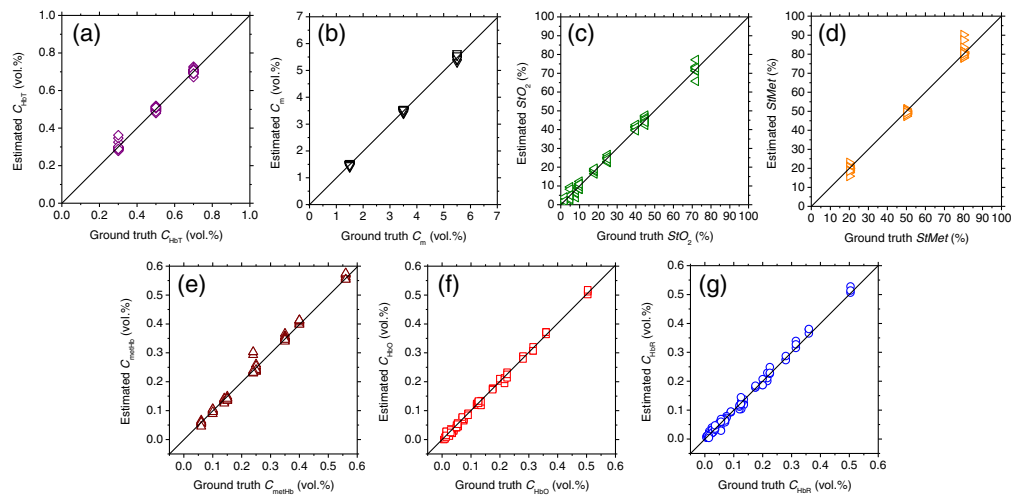 (a)
Estimated C_HbT (vol.%)
1.0
0.8
0.6
0.4
0.2
0.0
0.0 0.2 0.4 0.6 0.8 1.0
Ground truth C_HbT (vol.%)
(b)
Estimated C_m (vol.%)
7
6
5
4
3
2
1
0
0 1 2 3 4 5 6 7
Ground truth C_m (vol.%)
(c)
Estimated StO_2 (%)
100
90
80
70
60
50
40
30
20
10
0
0 10 20 30 40 50 60 70 80 90 100
Ground truth StO_2 (%)
(d)
Estimated StMet (%)
100
90
80
70
60
50
40
30
20
10
0
0 10 20 30 40 50 60 70 80 90 100
Ground truth StMet (%)
(e)
Estimated C_metHb (vol.%)
0.6
0.5
0.4
0.3
0.2
0.1
0.0
0.0 0.1 0.2 0.3 0.4 0.5 0.6
Ground truth C_metHb (vol.%)
(f)
Estimated C_HbO (vol.%)
0.6
0.5
0.4
0.3
0.2
0.1
0.0
0.0 0.1 0.2 0.3 0.4 0.5 0.6
Ground truth C_HbO (vol.%)
(g)
Estimated C_HbR (vol.%)
0.6
0.5
0.4
0.3
0.2
0.1
0.0
0.0 0.1 0.2 0.3 0.4 0.5 0.6
Ground truth C_HbR (vol.%)